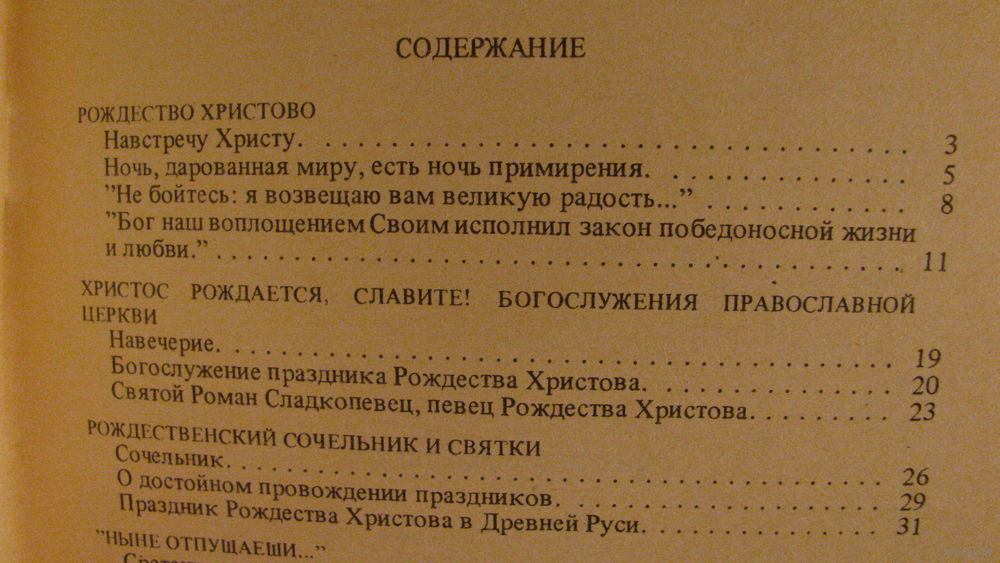 СОДЕРЖАНИЕ
РОЖДЕСТВО ХРИСТОВО
Навстречу Христу. . . . . . . . . . . . . . . . . . . . . . . . . . . . . . 3
Ночь, дарованная миру, есть ночь примирения. . . . . . . . . . . . . 5
"Не бойтесь: я возвещаю вам великую радость..." . . . . . . . . . . . 8
"Бог наш воплощением Своим исполнил закон победоносной жизни
и любви." . . . . . . . . . . . . . . . . . . . . . . . . . . . . . . . . . . 11
ХРИСТОС РОЖДАЕТСЯ, СЛАВИТЕ! БОГОСЛУЖЕНИЯ ПРАВОСЛАВНОЙ
ЦЕРКВИ
Навечерие. . . . . . . . . . . . . . . . . . . . . . . . . . . . . . . . . 19
Богослужение праздника Рождества Христова. . . . . . . . . . . . . 20
Святой Роман Сладкопевец, певец Рождества Христова. . . . . . . . 23
РОЖДЕСТВЕНСКИЙ СОЧЕЛЬНИК И СВЯТКИ
Сочельник. . . . . . . . . . . . . . . . . . . . . . . . . . . . . . . . . 26
О достойном провождении праздников. . . . . . . . . . . . . . . . . 29
Праздник Рождества Христова в Древней Руси. . . . . . . . . . . . . 31
"НЫНЕ ОТПУЩАЕШИ..."